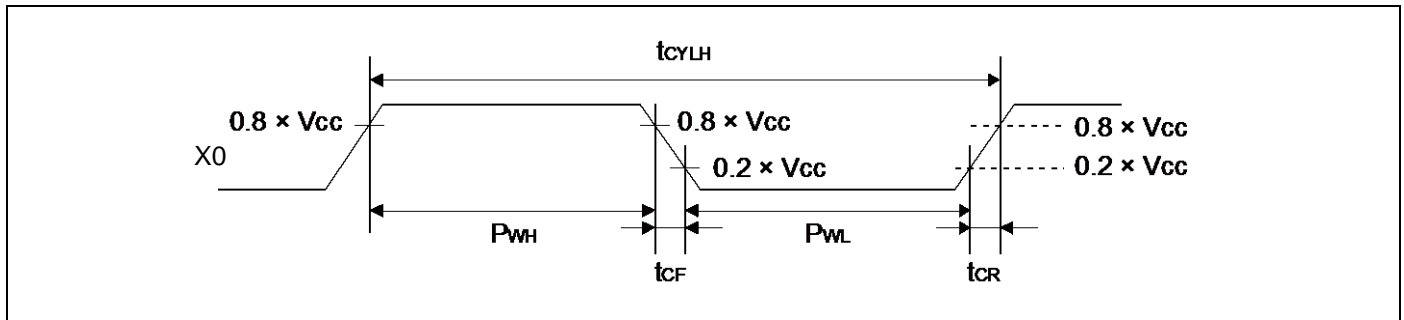 tCYLH
0.8 × Vcc
0.8 × Vcc
0.8 × Vcc
X0
0.2 × Vcc
0.2 × Vcc
PWH
PWL
tCF
tCR